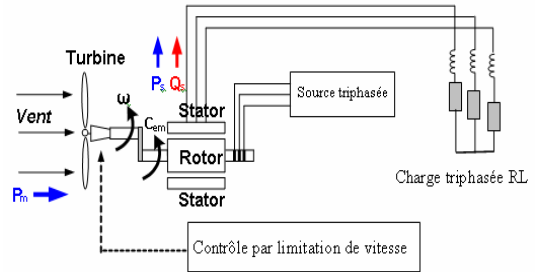 Turbine
Ps Qs
Stator
Source triphasée
ω
Vent
Cem
Rotor
Stator
Pm
Charge triphasée RL
Contrôle par limitation de vitesse